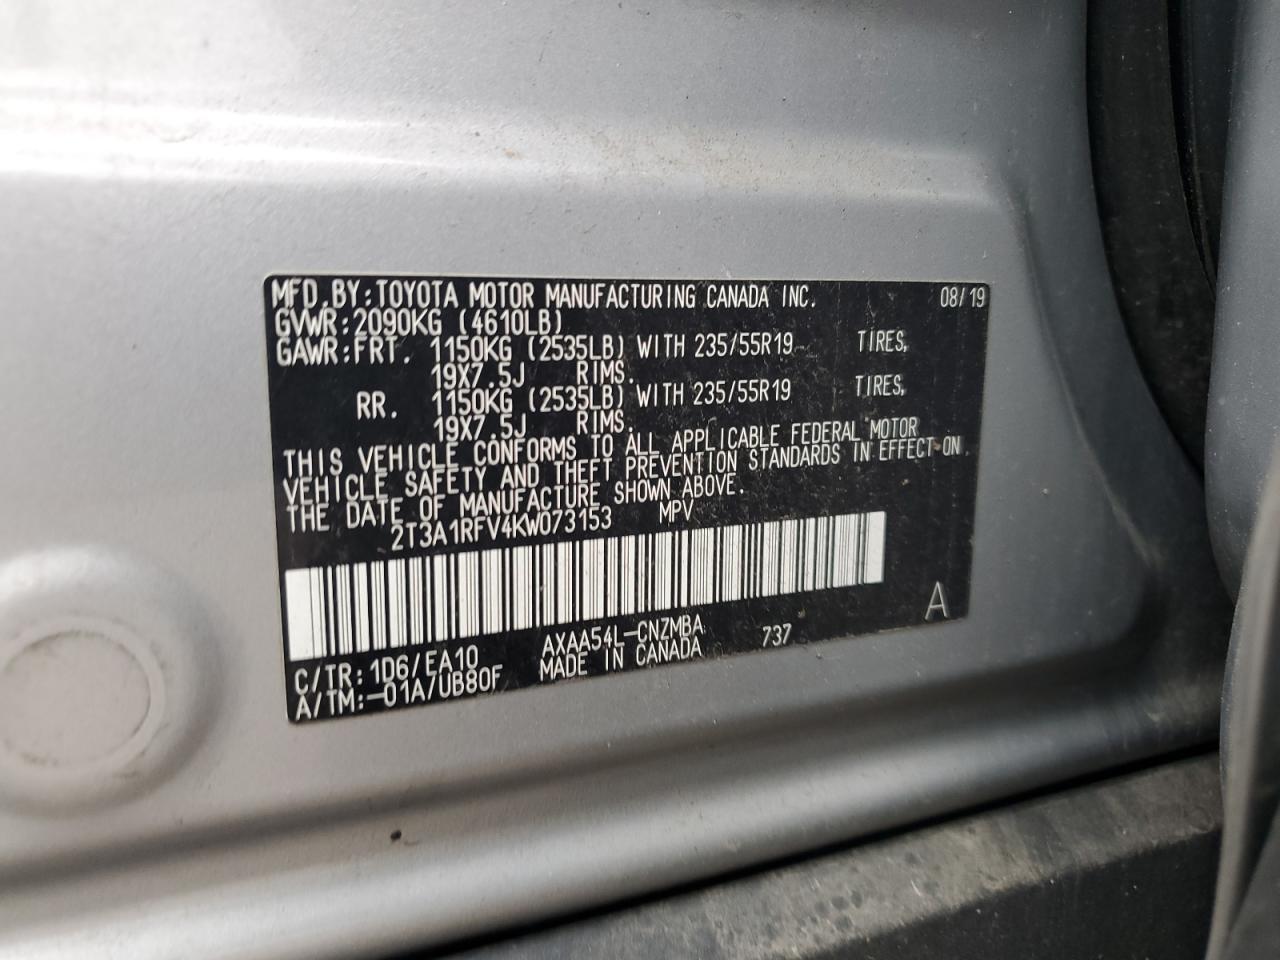 MFD.BY:TOYOTA MOTOR MANUFACTURING CANADA INC. 08/19
GVWR:2090KG (4610LB)
GAWR:FRT. 1150KG (2535LB) WITH 235/55R19 TIRES,
19X7.5J RIMS.
RR. 1150KG (2535LB) WITH 235/55R19 TIRES,
19X7.5J RIMS.
THIS VEHICLE CONFORMS TO ALL APPLICABLE FEDERAL MOTOR
VEHICLE SAFETY AND THEFT PREVENTION STANDARDS IN EFFECT ON
THE DATE OF MANUFACTURE SHOWN ABOVE.
2T3A1RFV4KW073153 MPV
A
C/TR:1D6/EA10 AXAA54L-CNZMBA 737
A/TM:-01A/UB80F MADE IN CANADA